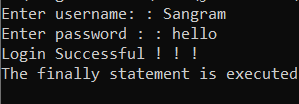 Enter username: : Sangram
Enter password : : hello
Login Successful ! ! !
The finally statement is executed